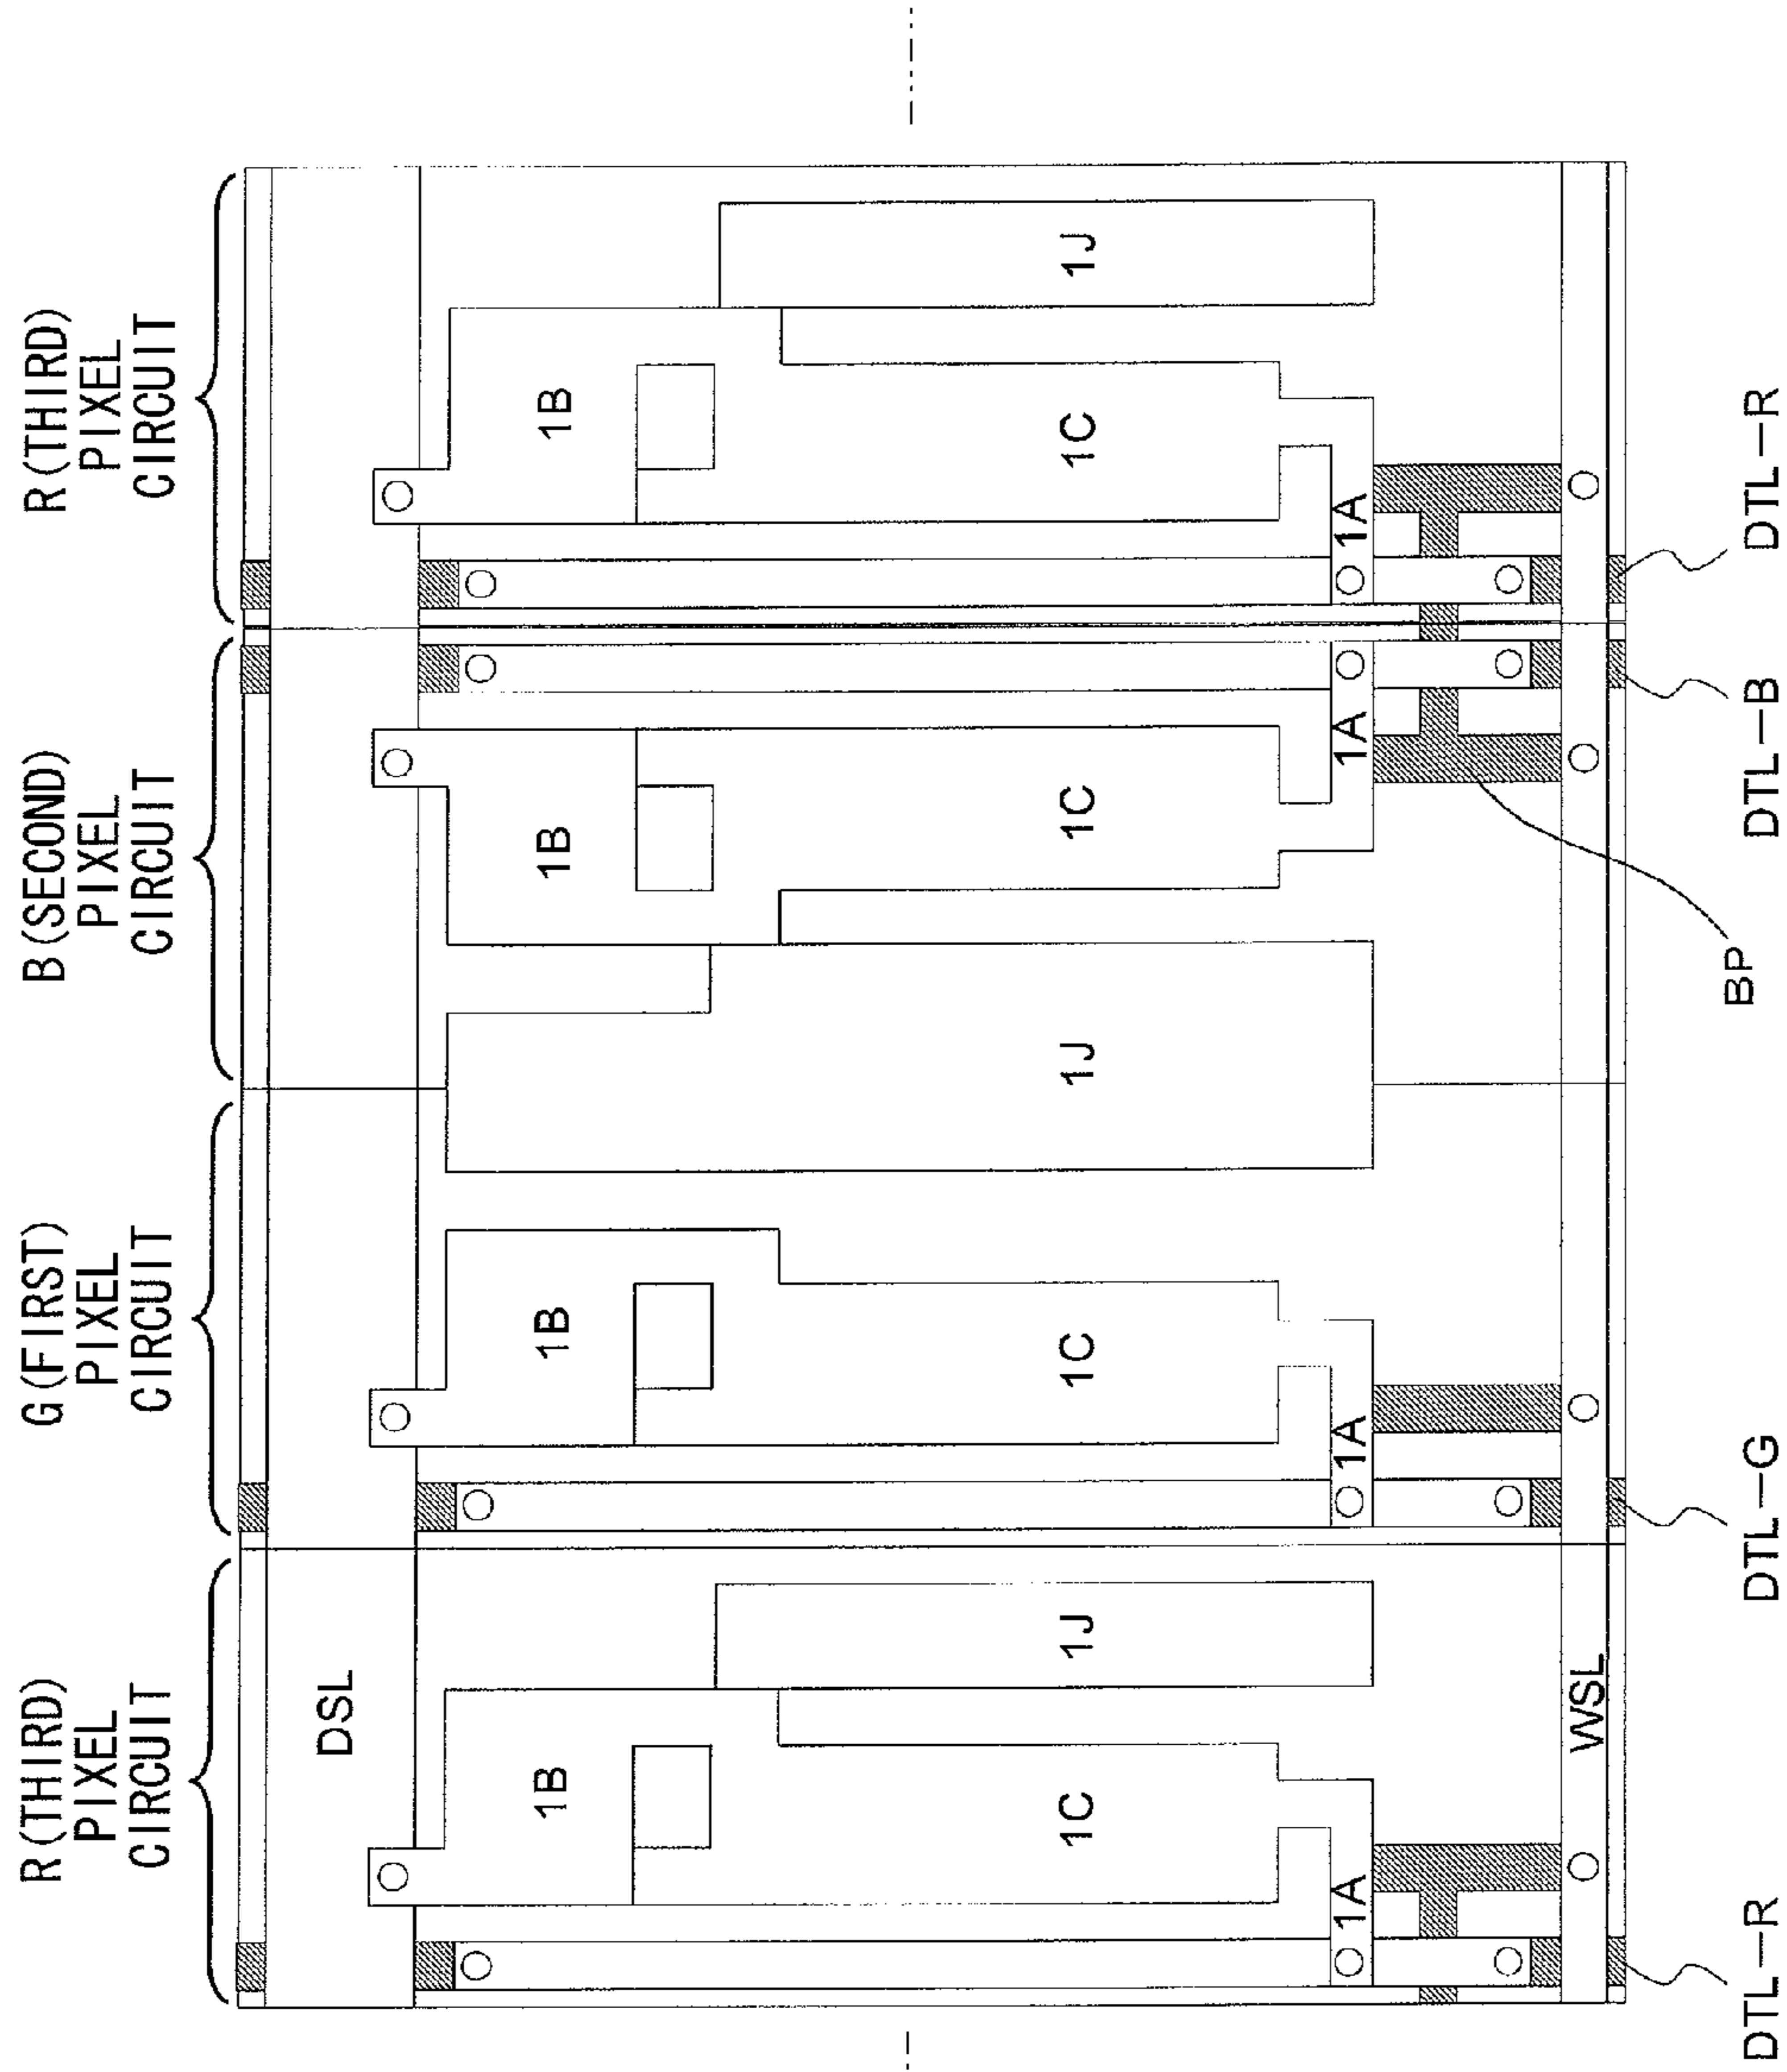 R(THIRD)
PIXEL
CIRCUIT
G(FIRST)
PIXEL
CIRCUIT
B(SECOND)
PIXEL
CIRCUIT
R(THIRD)
PIXEL
CIRCUIT
DSL
1B
1B
1B
1B
1C
1J
1C
1J
1C
1C
1J
1A
1A
1A
1A
WSL
DTL-R
DTL-G
BP
DTL-B
DTL-R